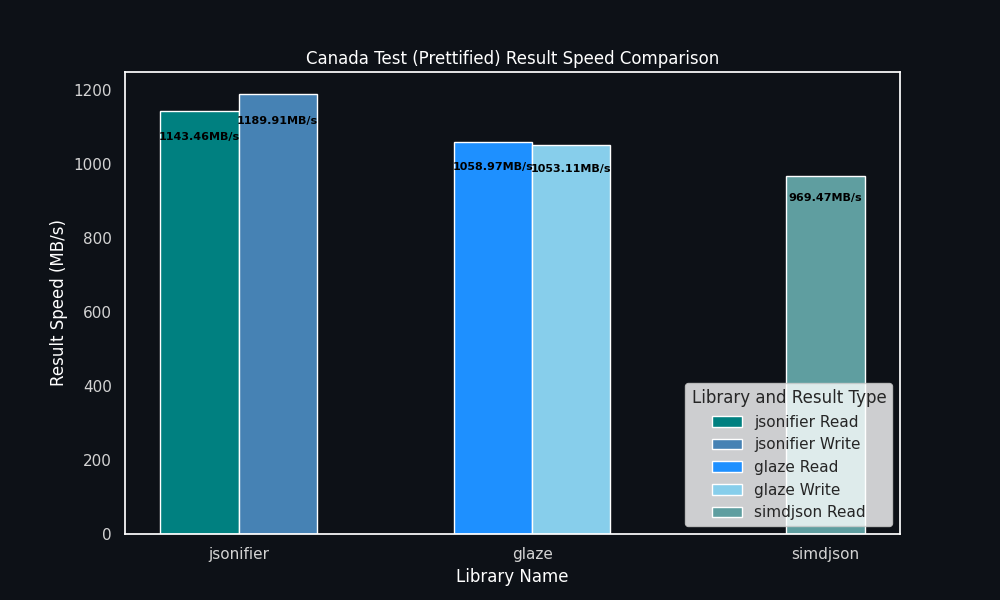 Canada Test (Prettified) Result Speed Comparison
1200
1000
800
600
400
200
0
Result Speed (MB/s)
1143.46MB/s
1189.91MB/s
1058.97MB/s
1053.11MB/s
969.47MB/s
Library and Result Type
jsonifier Read
jsonifier Write
glaze Read
glaze Write
simdjson Read
jsonifier
glaze
simdjson
Library Name